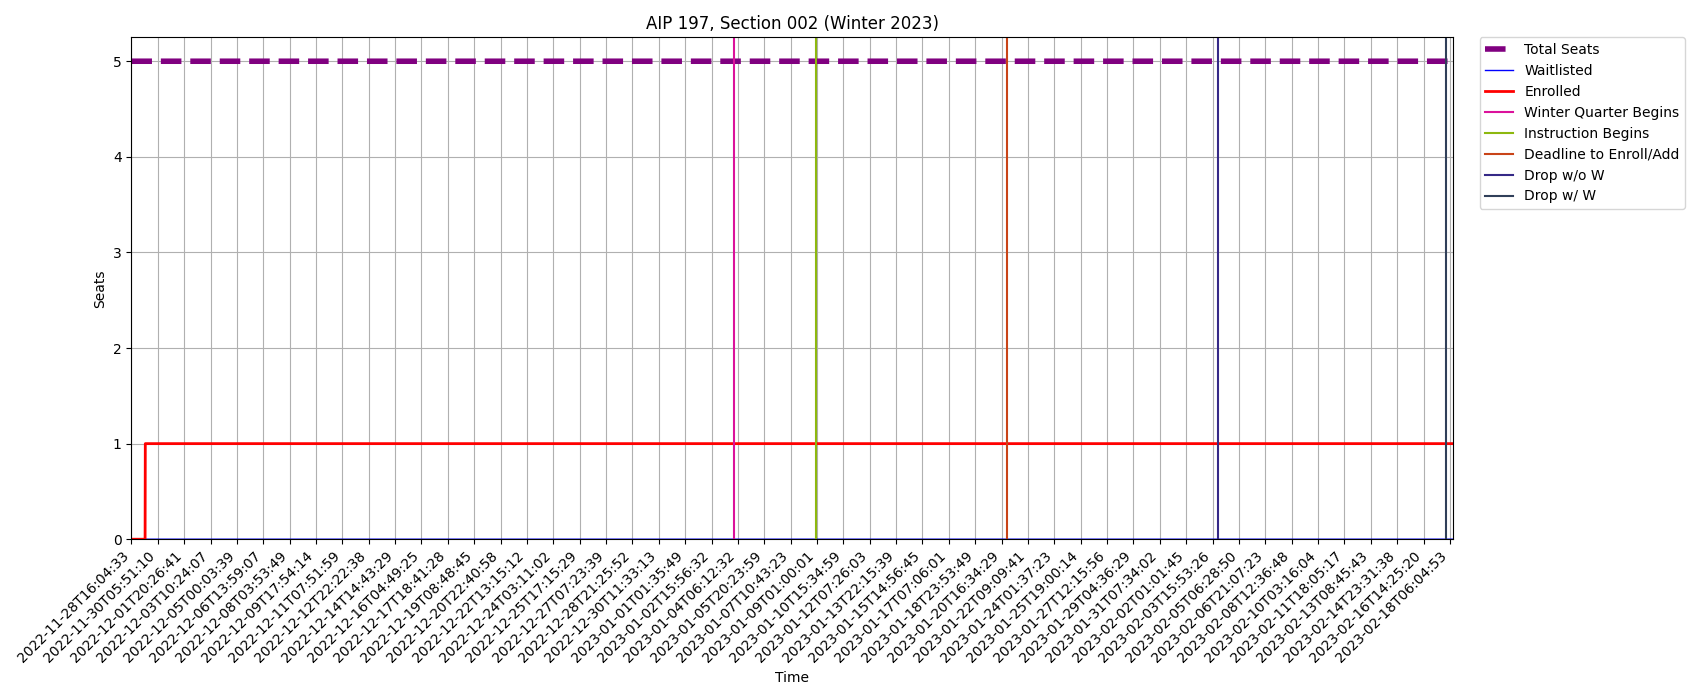 AIP 197, Section 002 (Winter 2023)
Total Seats
Waitlisted
Enrolled
Winter Quarter Begins
Instruction Begins
Deadline to Enroll/Add
Drop w/o W
Drop w/ W
Seats
5
4
3
2
1
0
2022-11-28T16:04:33
2022-11-30T05:51:10
2022-12-01T20:26:41
2022-12-03T10:24:07
2022-12-05T00:03:39
2022-12-06T13:59:07
2022-12-08T03:53:49
2022-12-09T17:54:14
2022-12-11T07:51:59
2022-12-12T22:22:38
2022-12-14T14:43:29
2022-12-16T04:49:25
2022-12-17T18:41:28
2022-12-19T08:48:45
2022-12-20T22:40:58
2022-12-22T13:15:12
2022-12-24T03:11:02
2022-12-25T17:15:29
2022-12-27T07:23:39
2022-12-28T21:25:52
2022-12-30T11:33:13
2023-01-01T01:35:49
2023-01-02T15:56:32
2023-01-04T06:12:32
2023-01-05T20:23:59
2023-01-07T10:43:23
2023-01-09T01:00:01
2023-01-10T15:34:59
2023-01-12T07:26:03
2023-01-13T22:15:39
2023-01-15T14:56:45
2023-01-17T07:06:01
2023-01-18T23:53:49
2023-01-20T16:34:29
2023-01-22T09:09:41
2023-01-24T01:37:23
2023-01-25T19:00:14
2023-01-27T12:15:56
2023-01-29T04:36:29
2023-01-31T07:34:02
2023-02-02T01:01:45
2023-02-03T15:53:26
2023-02-05T06:28:50
2023-02-06T21:07:23
2023-02-08T12:36:48
2023-02-10T03:16:04
2023-02-11T18:05:17
2023-02-13T08:45:43
2023-02-14T23:31:38
2023-02-16T14:25:20
2023-02-18T06:04:53
Time